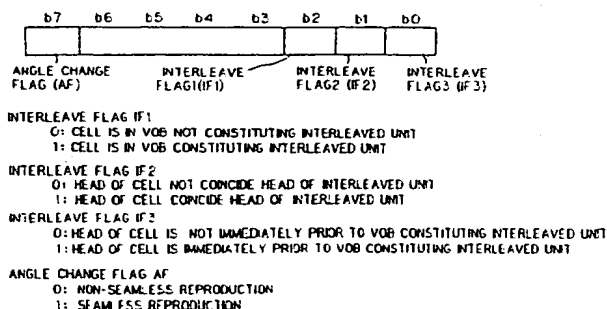 b7 b6 b5 b4 b3 b2 b1 b0
ANGLE CHANGE FLAG (AF)
INTERLEAVE FLAG1(IF1)
INTERLEAVE FLAG2 (IF2)
INTERLEAVE FLAG3 (IF3)
INTERLEAVE FLAG IF1
0: CELL IS IN VOB NOT CONSTITUTING INTERLEAVED UNIT
1: CELL IS IN VOB CONSTITUTING INTERLEAVED UNIT
INTERLEAVE FLAG IF2
0: HEAD OF CELL NOT COINCIDE HEAD OF INTERLEAVED UNIT
1: HEAD OF CELL COINCIDE HEAD OF INTERLEAVED UNIT
INTERLEAVE FLAG IF3
0: HEAD OF CELL IS NOT IMMEDIATELY PRIOR TO VOB CONSTITUTING INTERLEAVED UNIT
1: HEAD OF CELL IS IMMEDIATELY PRIOR TO VOB CONSTITUTING INTERLEAVED UNIT
ANGLE CHANGE FLAG AF
0: NON-SEAMLESS REPRODUCTION
1: SEAMLESS REPRODUCTION